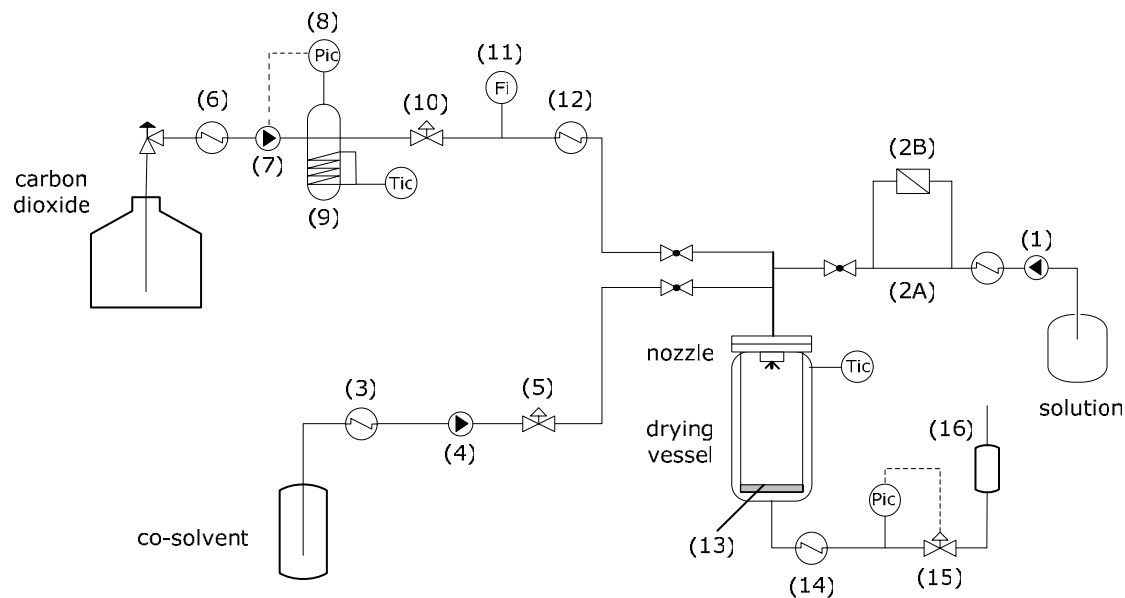 (8)
Pic
(11)
Fi
(6)
(10)
(12)
(7)
Tic
(9)
carbon
dioxide
(2B)
(1)
(2A)
nozzle
Tic
solution
(3)
(5)
(4)
drying
vessel
(16)
Pic
co-solvent
(13)
(14)
(15)